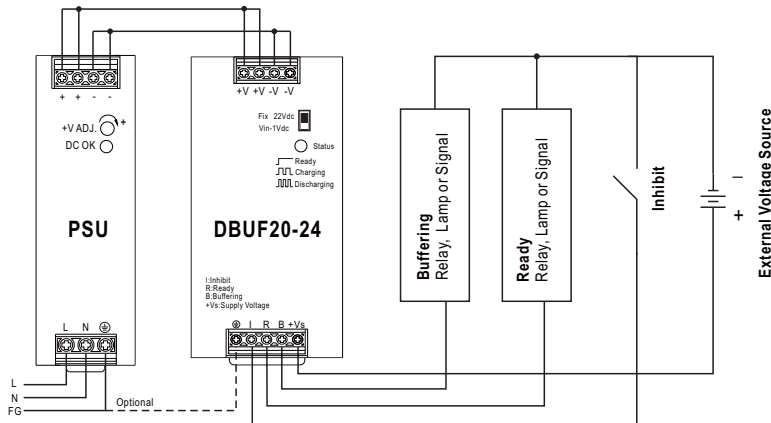 + + - -
+V ADJ.
+
DC OK
PSU
L N
L
N
FG
Optional
+V +V -V -V
Fix 22Vdc
Vin-1Vdc
Status
Ready
Charging
Discharging
DBUF20-24
I:Inhibit
R:Ready
B:Buffering
+Vs:Supply Voltage
I R B +Vs
Buffering
Relay, Lamp or Signal
Ready
Relay, Lamp or Signal
Inhibit
− +
External Voltage Source